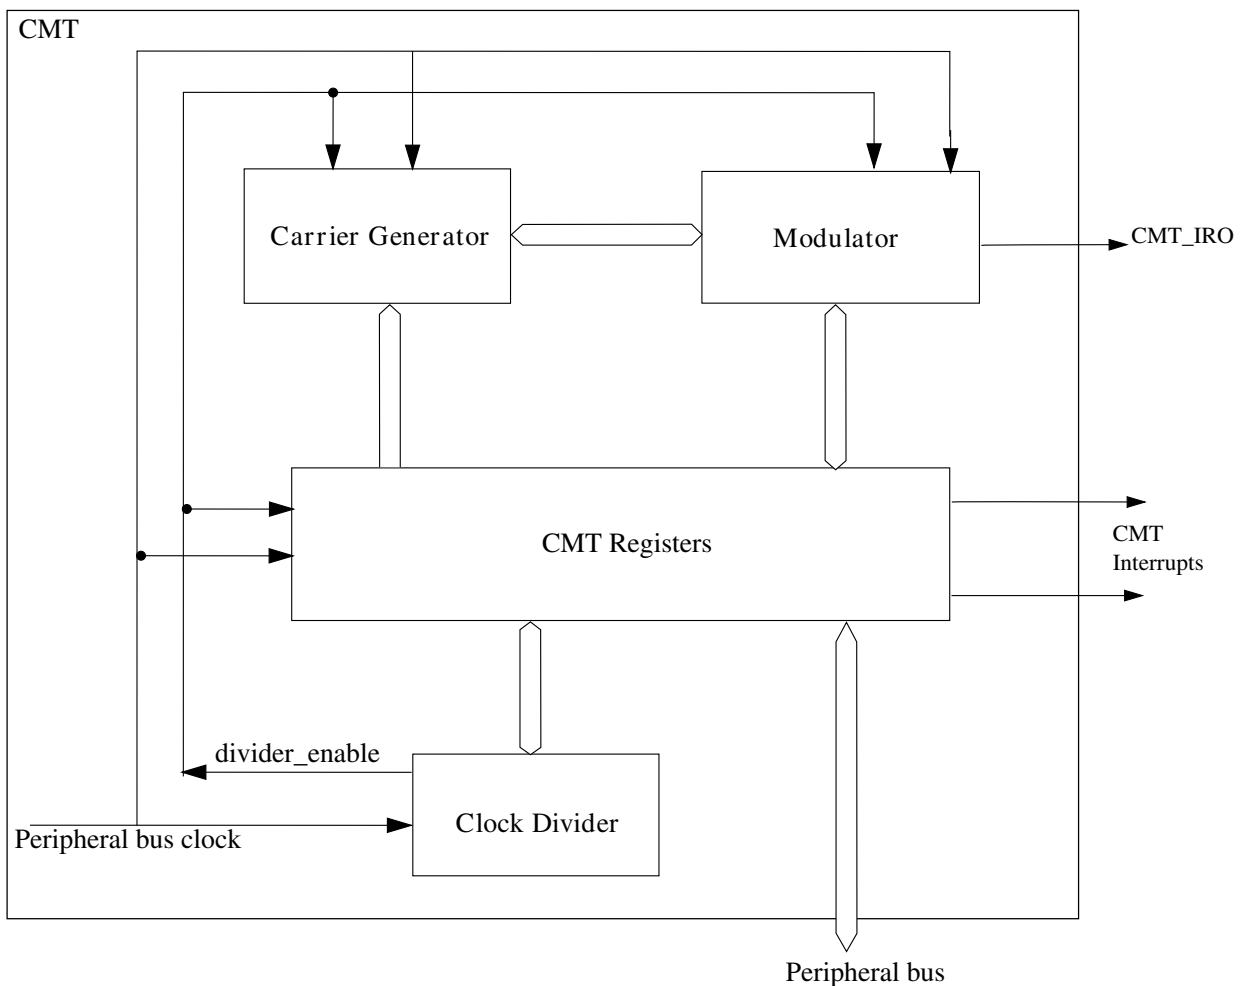 CMT
Carrier Generator
Modulator
CMT_IRO
CMT Registers
CMT
Interrupts
divider_enable
Clock Divider
Peripheral bus clock
Peripheral bus